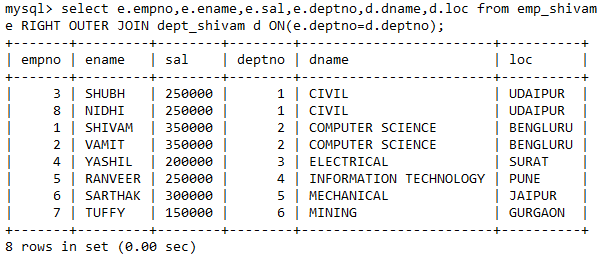 mysql> select e.empno,e.ename,e.sal,e.deptno,d.dname,d.loc from emp_shivam
e RIGHT OUTER JOIN dept_shivam d ON(e.deptno=d.deptno);
+-------+---------+--------+--------+------------------------+-----------+
| empno | ename   | sal    | deptno | dname                  | loc       |
+-------+---------+--------+--------+------------------------+-----------+
|     3 | SHUBH   | 250000 |      1 | CIVIL                  | UDAIPUR   |
|     8 | NIDHI   | 250000 |      1 | CIVIL                  | UDAIPUR   |
|     1 | SHIVAM  | 350000 |      2 | COMPUTER SCIENCE       | BENGLURU  |
|     2 | VAMIT   | 350000 |      2 | COMPUTER SCIENCE       | BENGLURU  |
|     4 | YASHIL  | 200000 |      3 | ELECTRICAL             | SURAT     |
|     5 | RANVEER | 250000 |      4 | INFORMATION TECHNOLOGY | PUNE      |
|     6 | SARTHAK | 300000 |      5 | MECHANICAL             | JAIPUR    |
|     7 | TUFFY   | 150000 |      6 | MINING                 | GURGAON   |
+-------+---------+--------+--------+------------------------+-----------+
8 rows in set (0.00 sec)